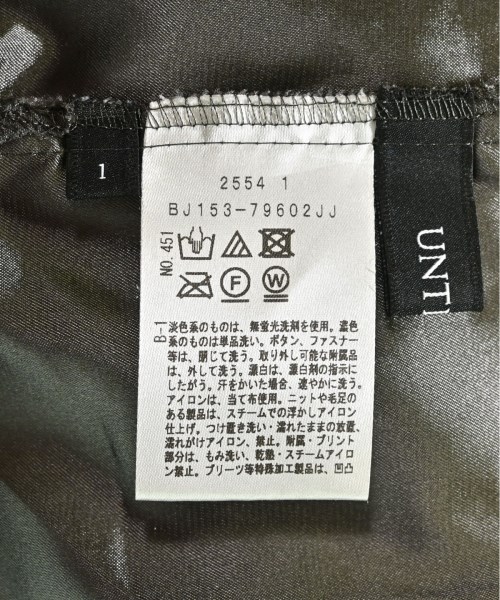 1
2554 1
BJ153-79602JJ
NO.451
F
W
B-1
淡色系のものは、無蛍光洗剤を使用。濃色
系のものは単品洗い。ボタン、ファスナー
等は、閉じて洗う。取り外し可能な附属品
は、外して洗う。漂白は、漂白剤の指示に
したがう。汗をかいた場合、速やかに洗う。
アイロンは、当て布使用。ニットや毛足の
ある製品は、スチームでの浮かしアイロン
仕上げ。つけ置き洗い・濡れたままの放置、
濡れがけアイロン、禁止。附属・プリント
部分は、もみ洗い、乾熱・スチームアイロ
ン禁止。プリーツ等特殊加工製品は、凹凸
UNTI